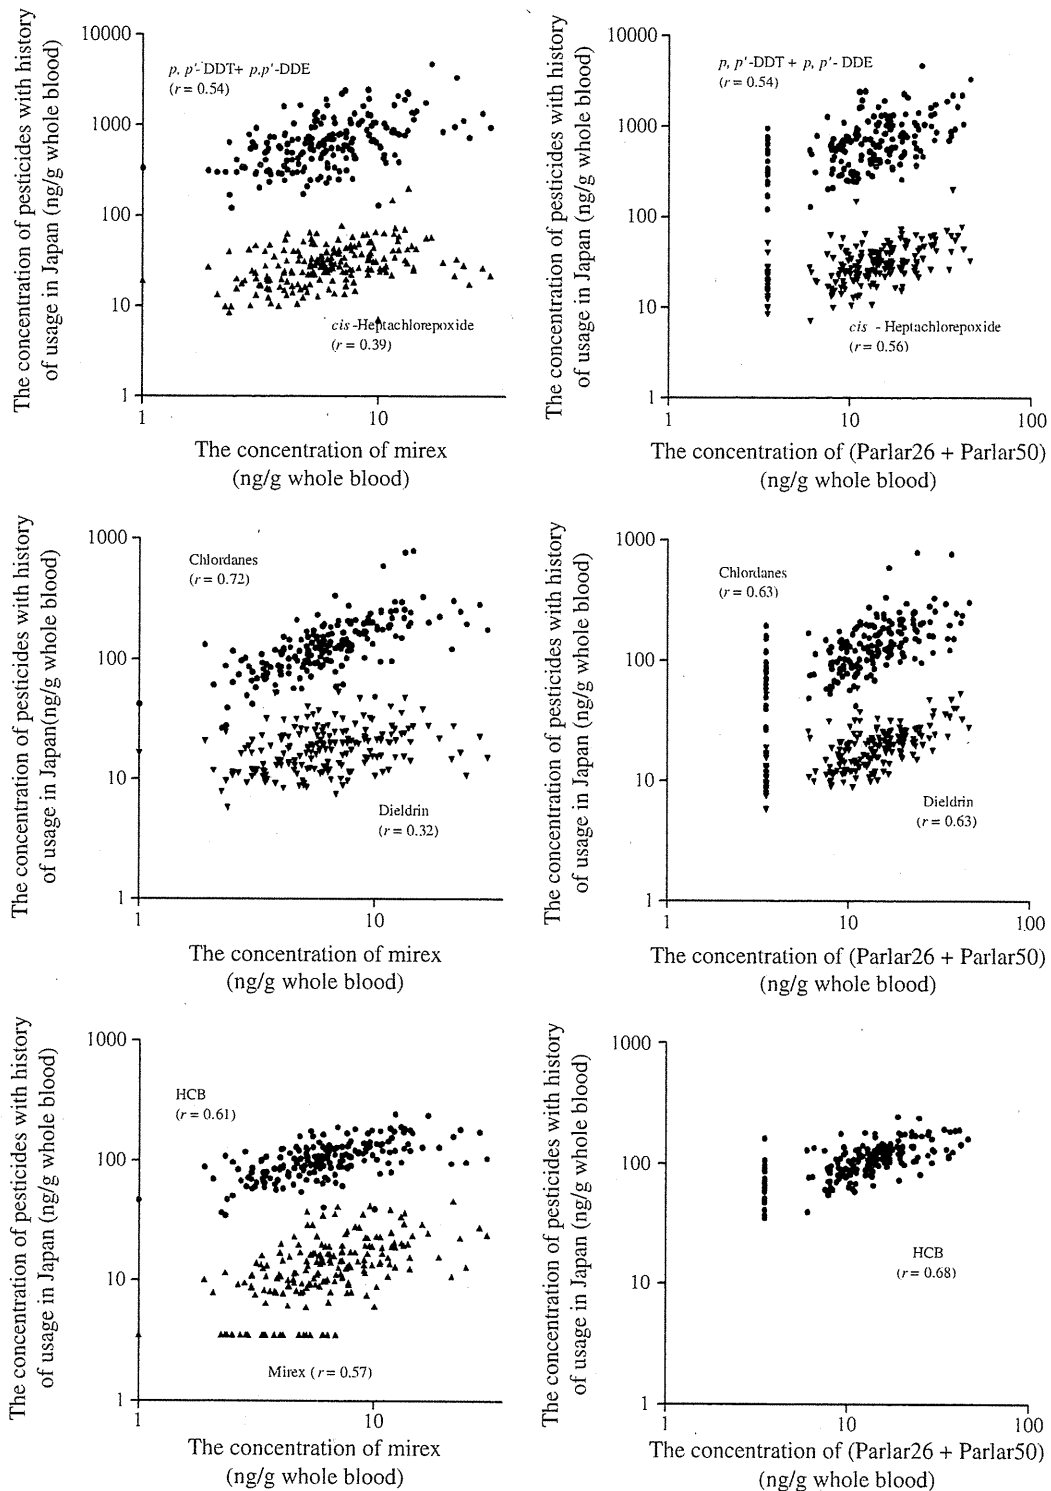 The concentration of pesticides with history
of usage in Japan (ng/g whole blood)
10000
1000
100
10
1
p, p'-DDT+ p,p'-DDE
(r = 0.54)
cis-Heptachlorepoxide
(r = 0.39)
1
10
The concentration of mirex
(ng/g whole blood)
The concentration of pesticides with history
of usage in Japan (ng/g whole blood)
10000
1000
100
10
1
p, p'-DDT + p, p'- DDE
(r = 0.54)
cis - Heptachlorepoxide
(r = 0.56)
1
10
100
The concentration of (Parlar26 + Parlar50)
(ng/g whole blood)
The concentration of pesticides with history
of usage in Japan(ng/g whole blood)
1000
100
10
1
Chlordanes
(r = 0.72)
Dieldrin
(r = 0.32)
1
10
The concentration of mirex
(ng/g whole blood)
The concentration of pesticides with history
of usage in Japan (ng/g whole blood)
1000
100
10
1
Chlordanes
(r = 0.63)
Dieldrin
(r = 0.63)
1
10
100
The concentration of (Parlar26 + Parlar50)
(ng/g whole blood)
The concentration of pesticides with history
of usage in Japan (ng/g whole blood)
1000
100
10
1
HCB
(r = 0.61)
Mirex (r = 0.57)
1
10
The concentration of mirex
(ng/g whole blood)
The concentration of pesticides with history
of usage in Japan (ng/g whole blood)
1000
100
10
1
HCB
(r = 0.68)
1
10
100
The concentration of (Parlar26 + Parlar50)
(ng/g whole blood)